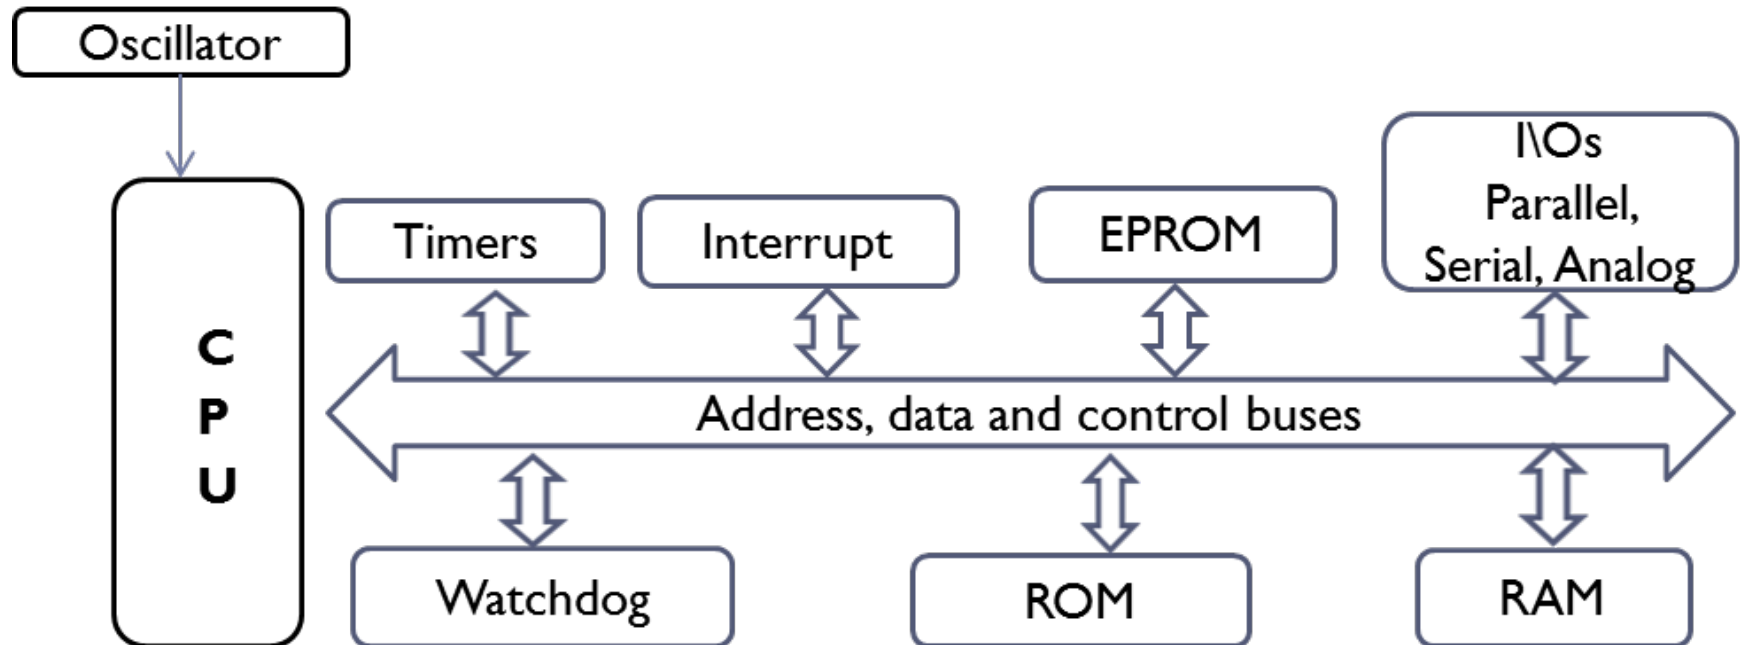 Oscillator
I\Os
Parallel,
Serial, Analog
Timers
Interrupt
EPROM
C
P
U
Address, data and control buses
Watchdog
ROM
RAM